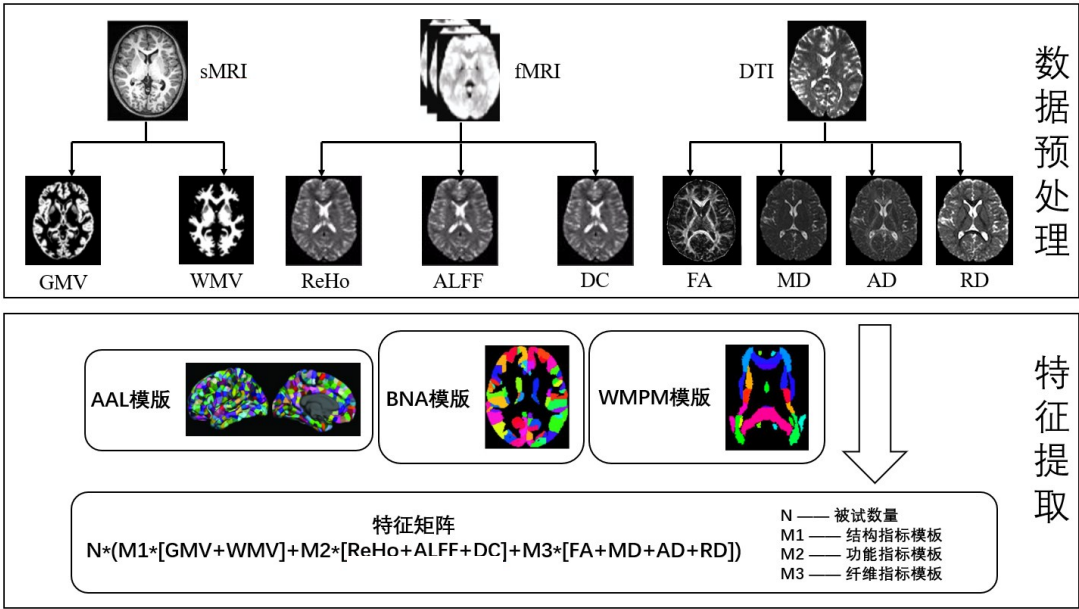 sMRI
fMRI
DTI
数据预处理
GMV
WMV
ReHo
ALFF
DC
FA
MD
AD
RD
AAL模版
BNA模版
WMPM模版
特征提取
特征矩阵
N*(M1*[GMV+WMV]+M2*[ReHo+ALFF+DC]+M3*[FA+MD+AD+RD])
N —— 被试数量
M1 —— 结构指标模板
M2 —— 功能指标模板
M3 —— 纤维指标模板